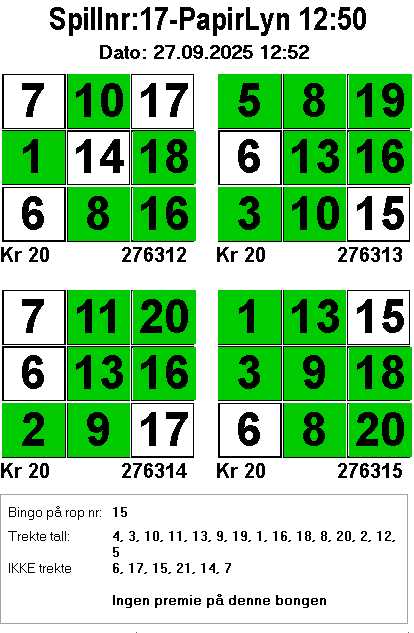 Spillnr:17-PapirLyn 12:50
Dato: 27.09.2025 12:52
7 10 17
1 14 18
6 8 16
Kr 20 276312
5 8 19
6 13 16
3 10 15
Kr 20 276313
7 11 20
6 13 16
2 9 17
Kr 20 276314
1 13 15
3 9 18
6 8 20
Kr 20 276315
Bingo på rop nr: 15
Trekte tall: 4, 3, 10, 11, 13, 9, 19, 1, 16, 18, 8, 20, 2, 12,
5
IKKE trekte 6, 17, 15, 21, 14, 7
Ingen premie på denne bongen